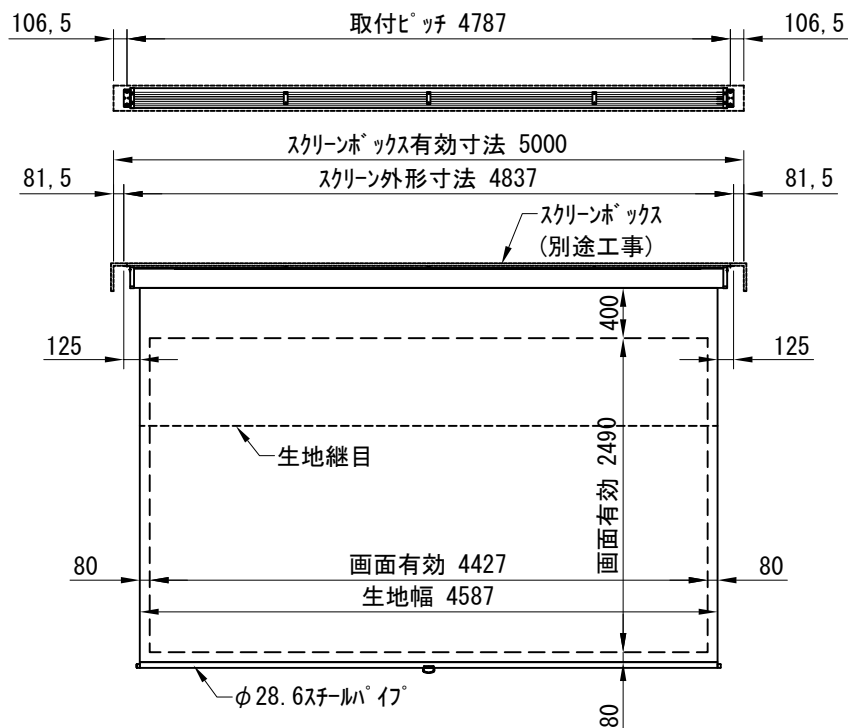 106,5
取付ﾋﾟｯﾁ 4787
106,5
ｽｸﾘｰﾝﾎﾞｯｸｽ有効寸法 5000
81,5
ｽｸﾘｰﾝ外形寸法 4837
81,5
ｽｸﾘｰﾝﾎﾞｯｸｽ
(別途工事)
400
125
125
生地継目
画面有効 2490
80
画面有効 4427
80
生地幅 4587
φ28.6ｽﾁｰﾙﾊﾟｲﾌﾟ
80